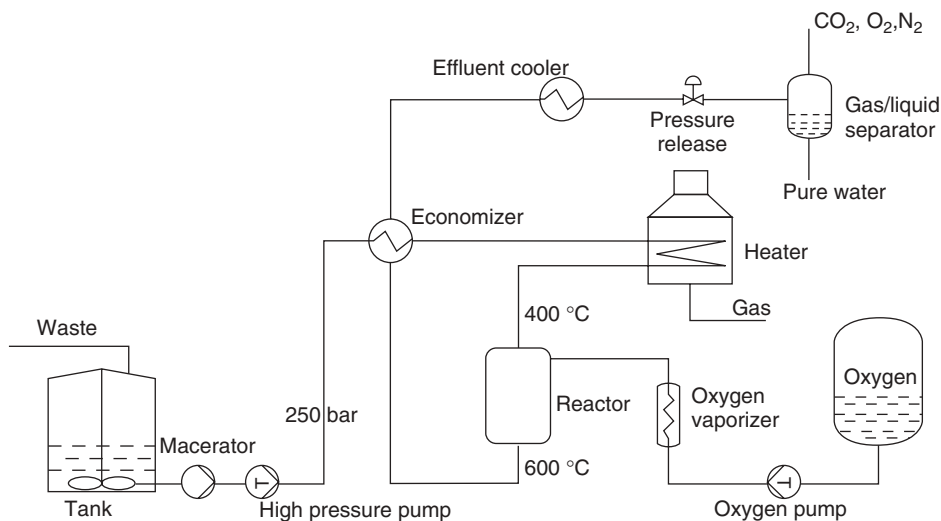 CO₂, O₂,N₂
Effluent cooler
Gas/liquid
separator
Pressure
release
Pure water
Economizer
Heater
400 °C
Gas
Waste
Oxygen
Reactor
Oxygen
vaporizer
250 bar
Macerator
600 °C
Tank
High pressure pump
Oxygen pump